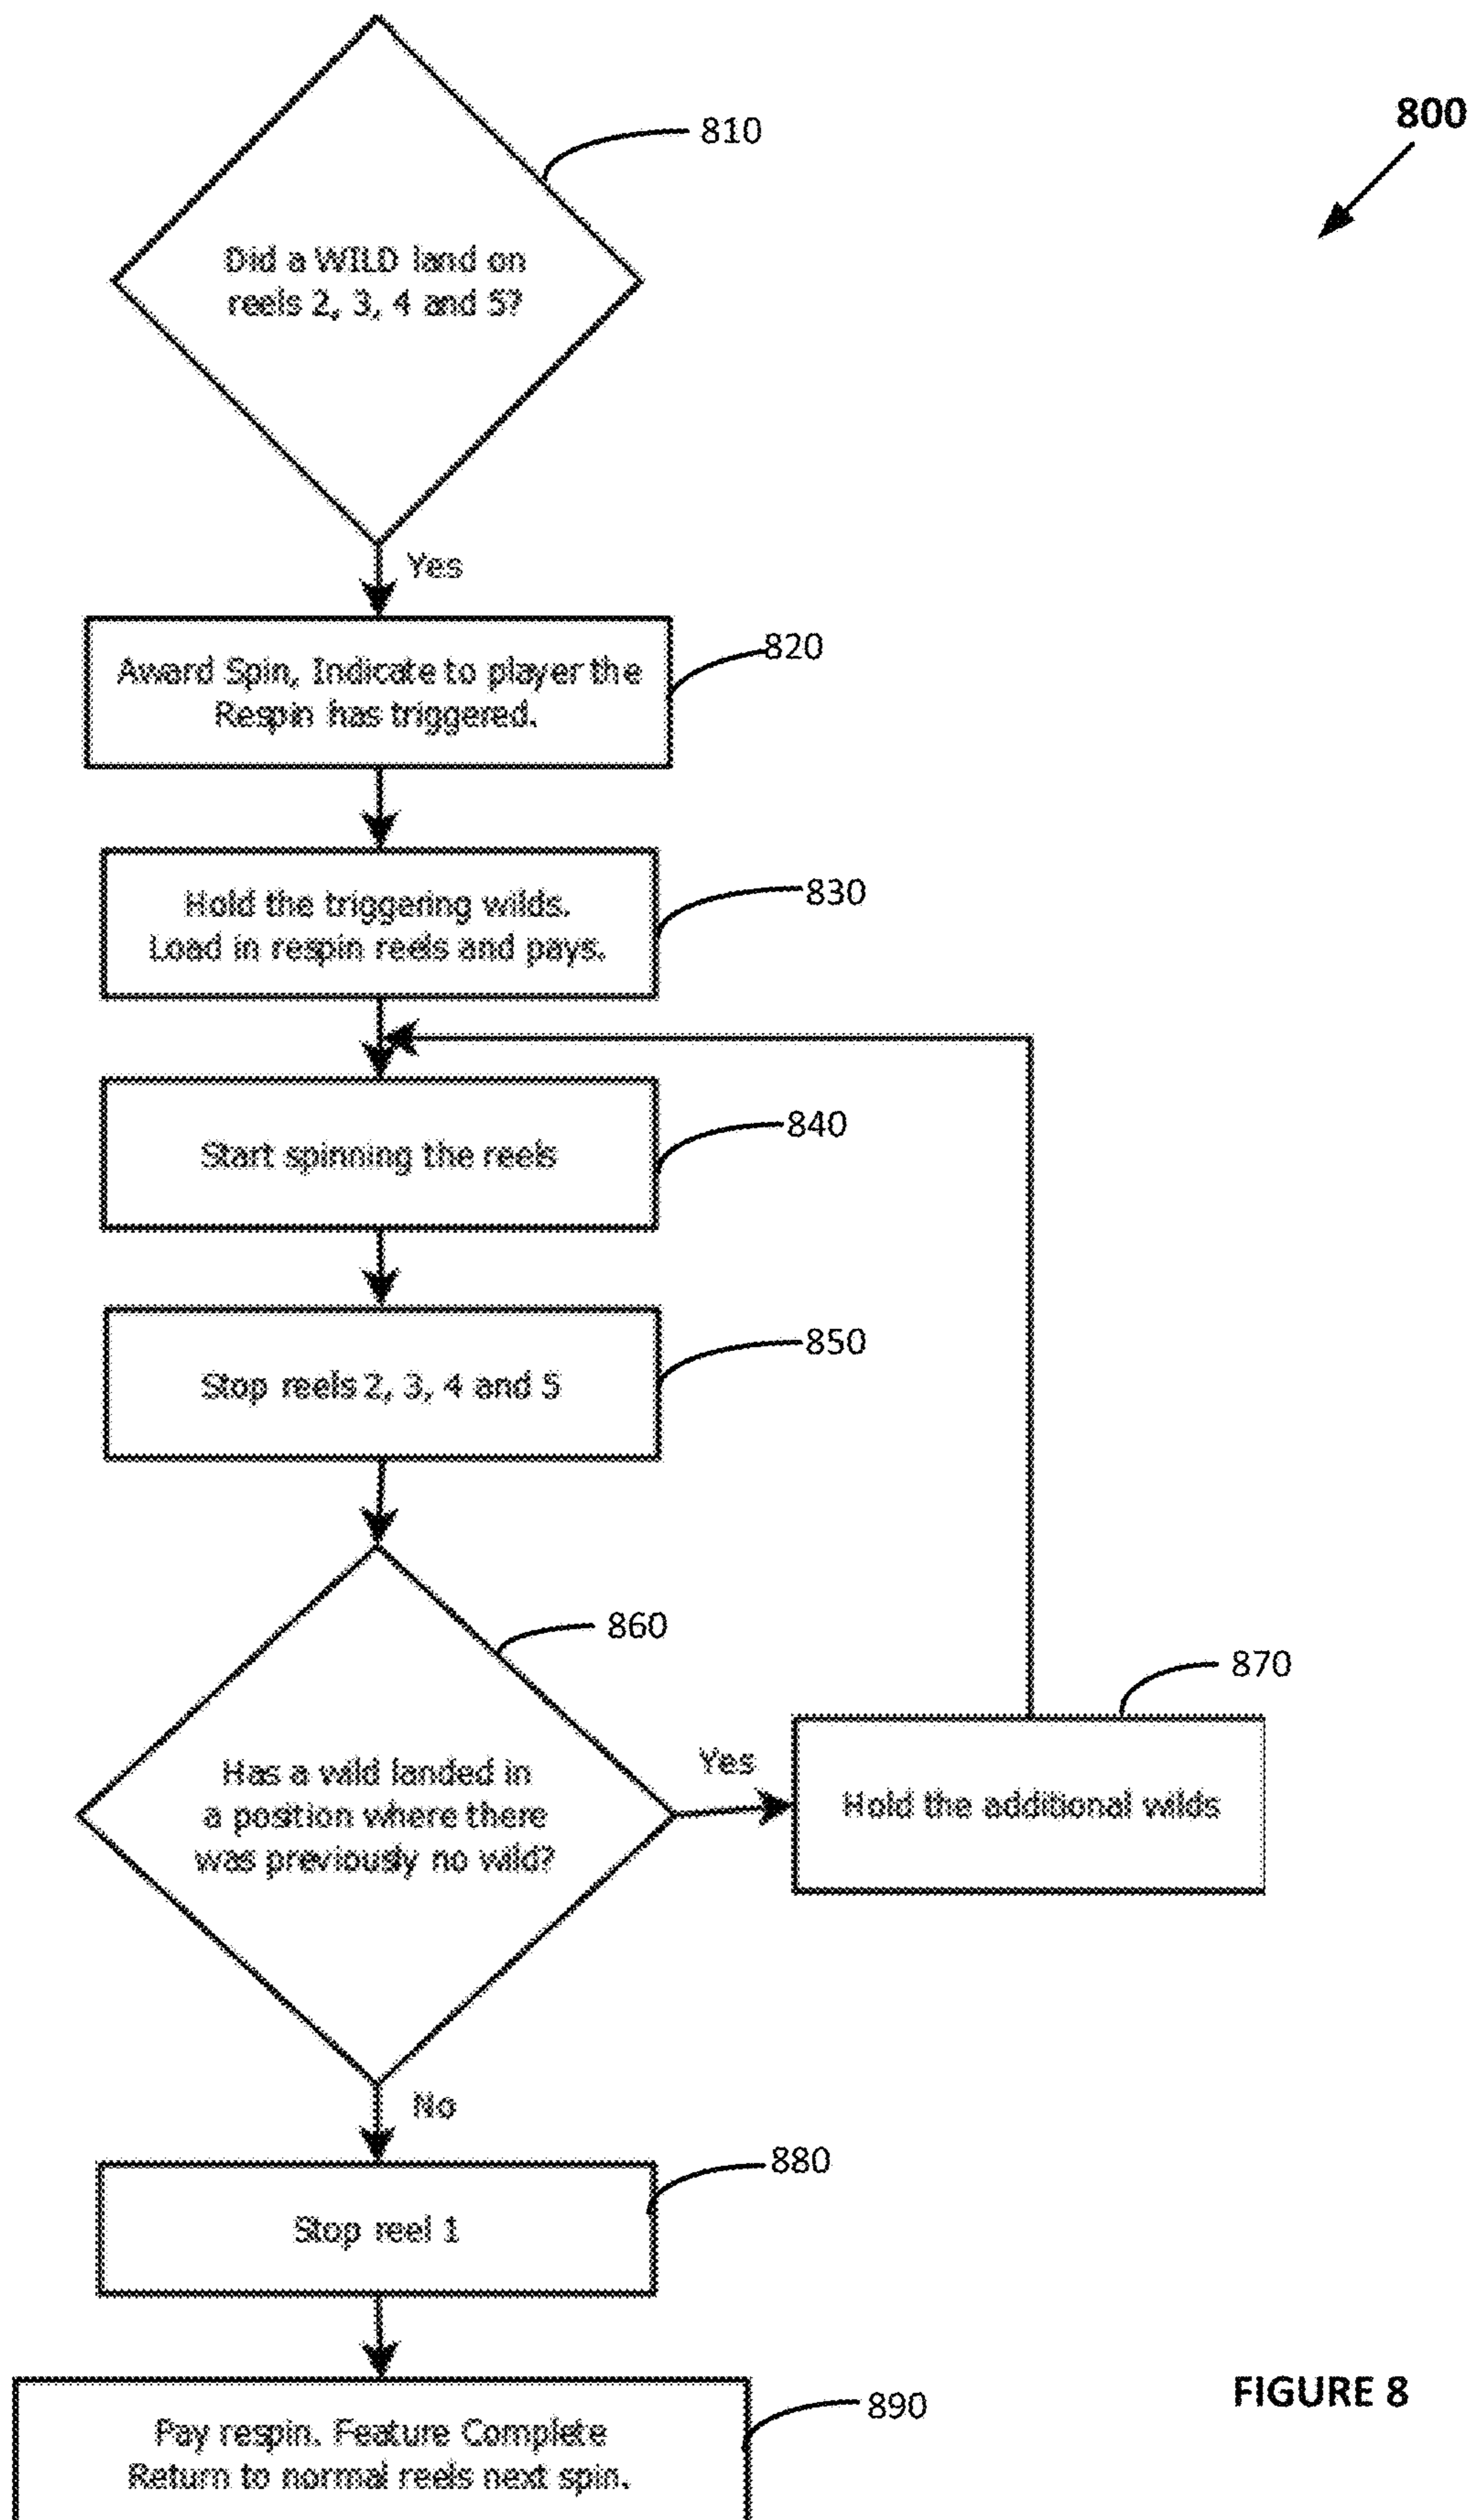 800
810
Did a WILD land on
reels 2, 3, 4 and 5?
Yes
820
Award Spin, Indicate to player the
Respin has triggered.
830
Hold the triggering wilds.
Load in respin reels and pays.
840
Start spinning the reels
850
Stop reels 2, 3, 4 and 5
860
Has a wild landed in
a position where there
was previously no wild?
Yes
870
Hold the additional wilds
No
880
Stop reel 1
890
Pay respin. Feature Complete
Return to normal reels next spin.
FIGURE 8